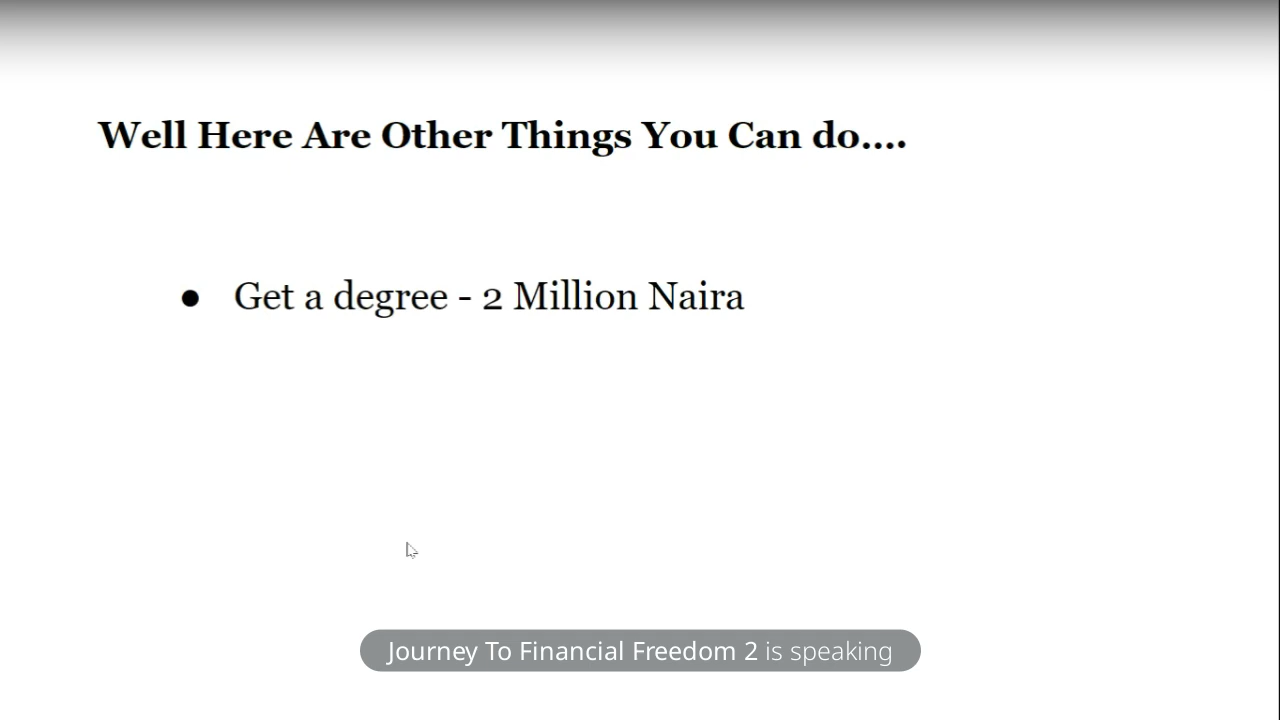 Well Here Are Other Things You Can do....
● Get a degree - 2 Million Naira
Journey To Financial Freedom 2 is speaking